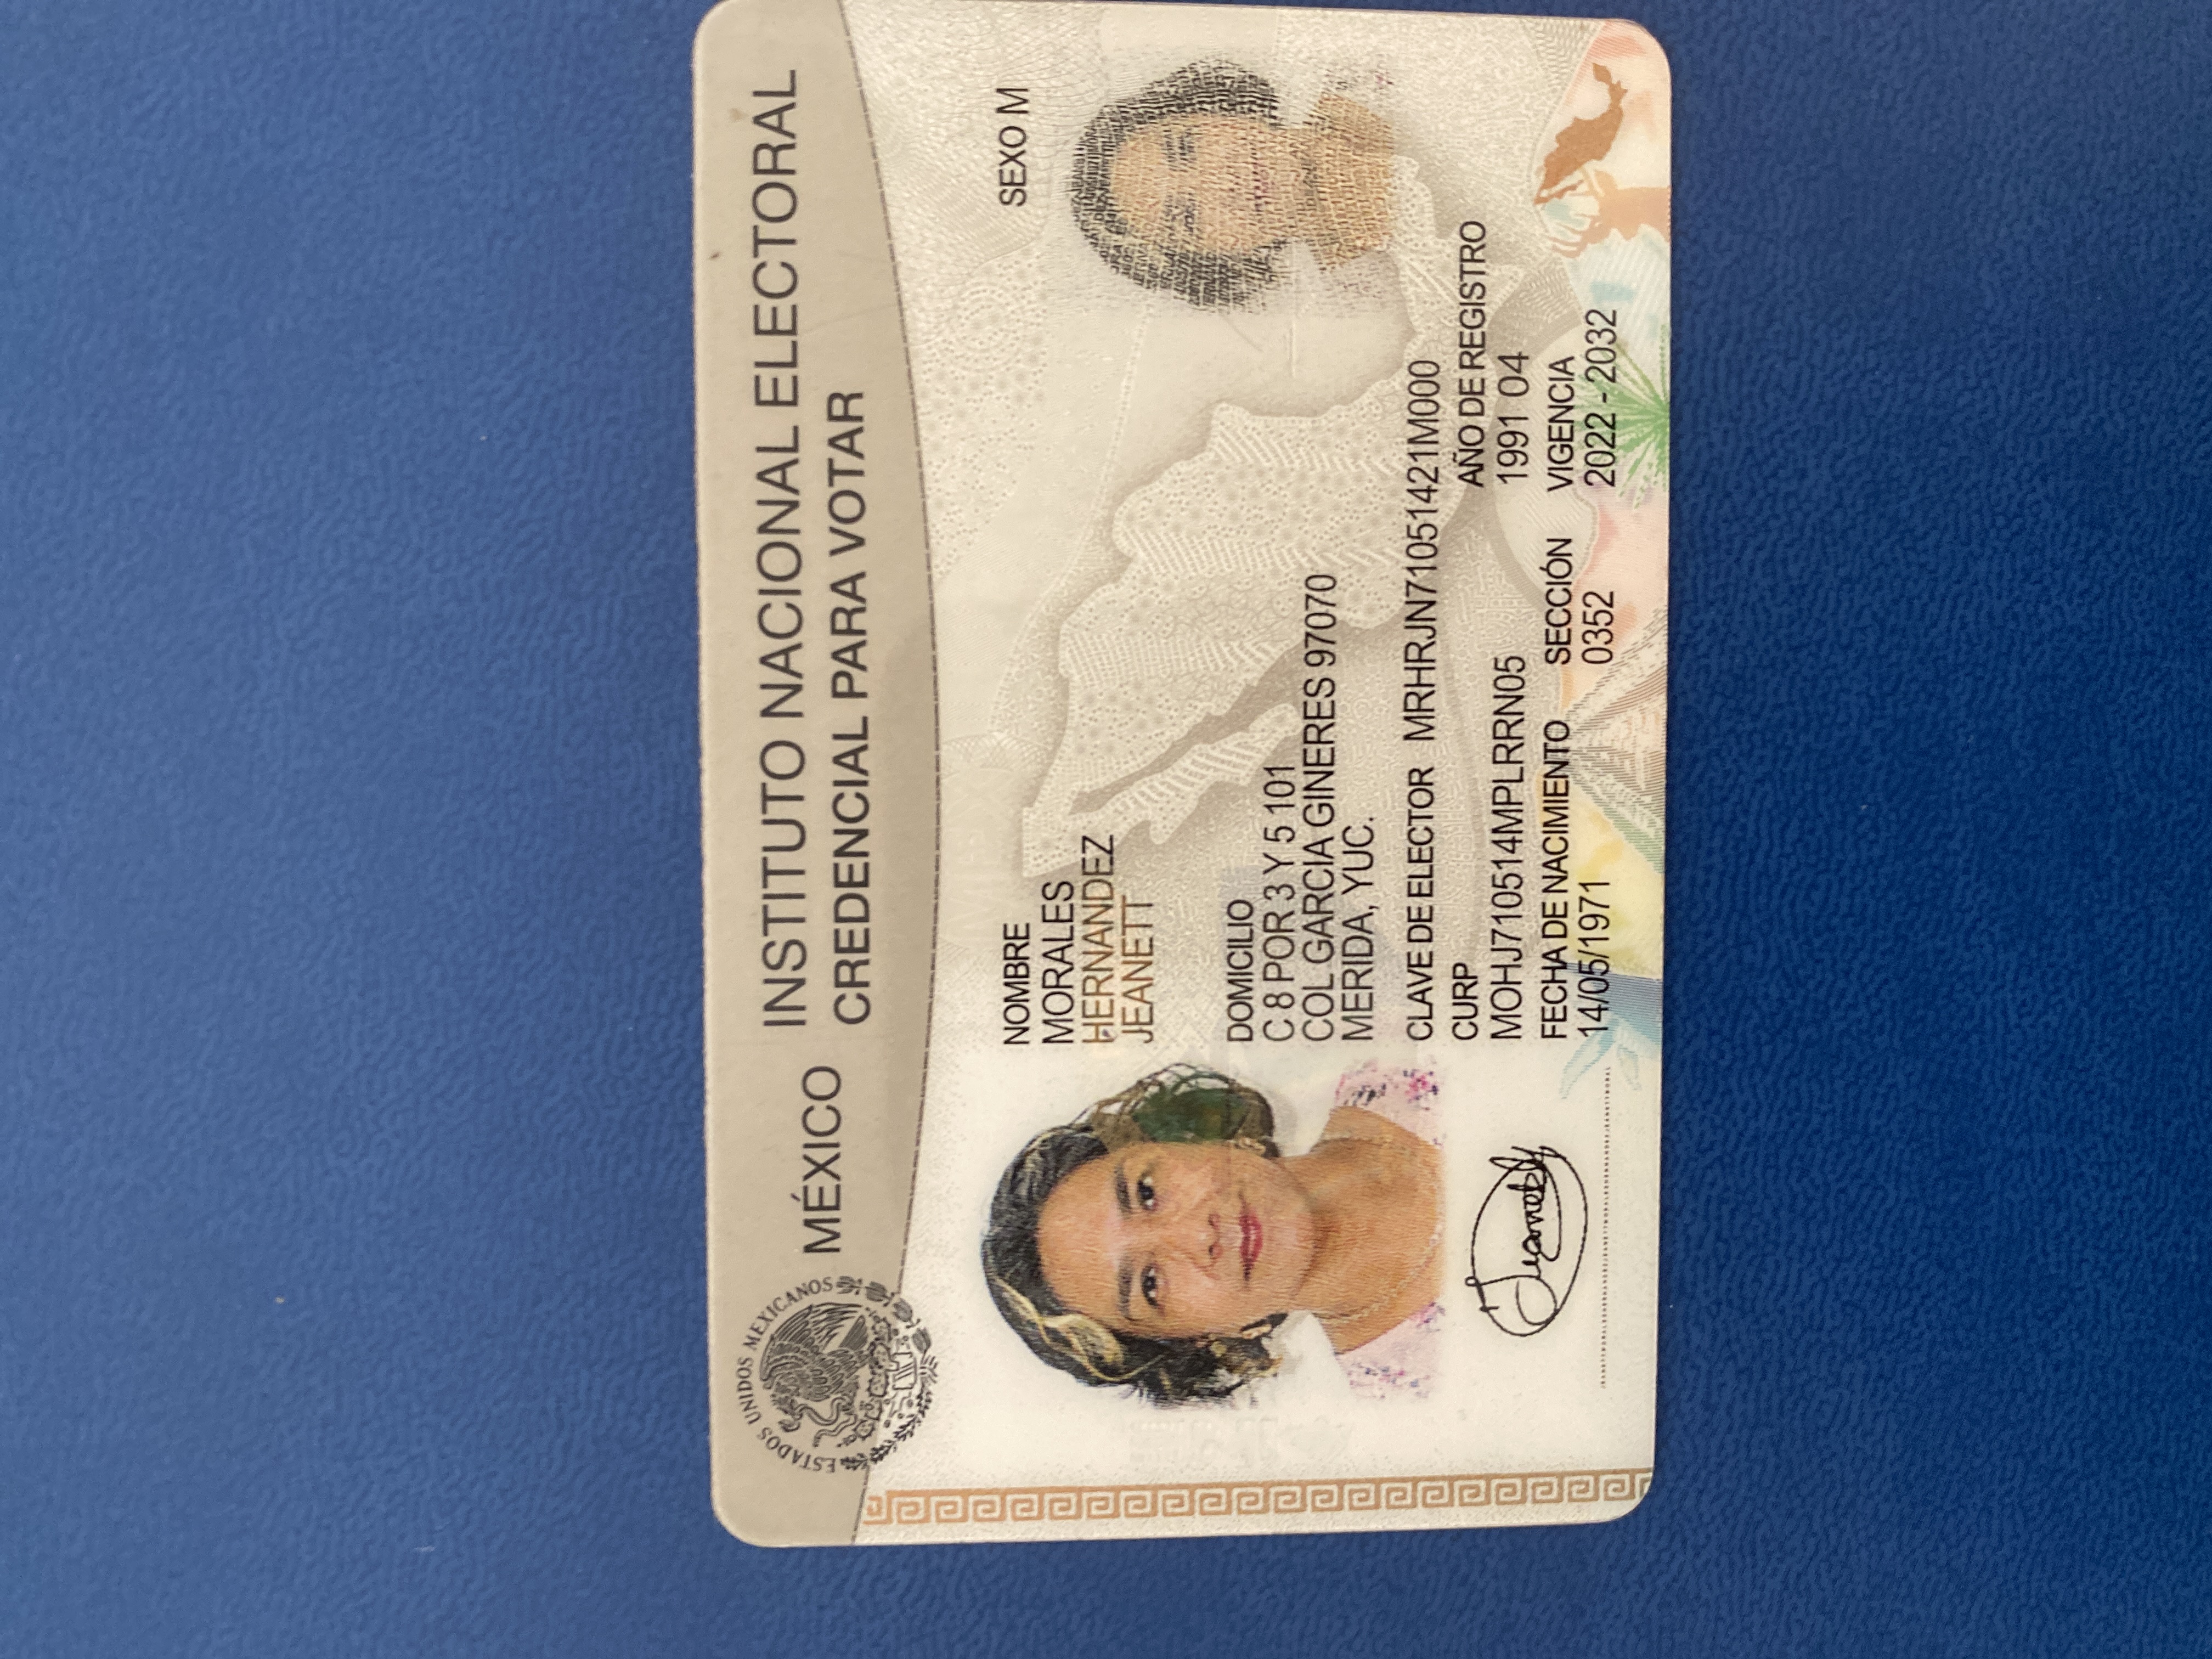 ESTADOS UNIDOS MEXICANOS
MÉXICO INSTITUTO NACIONAL ELECTORAL
CREDENCIAL PARA VOTAR
NOMBRE
MORALES
HERNANDEZ
JEANETT
SEXO M
DOMICILIO
C 8 POR 3 Y 5 101
COL GARCIA GINERES 97070
MERIDA, YUC.
CLAVE DE ELECTOR MRHRJN71051421M000
CURP
MOHJ710514MPLRRN05
AÑO DE REGISTRO
1991 04
FECHA DE NACIMIENTO
14/05/1971
SECCIÓN
0352
VIGENCIA
2022 - 2032